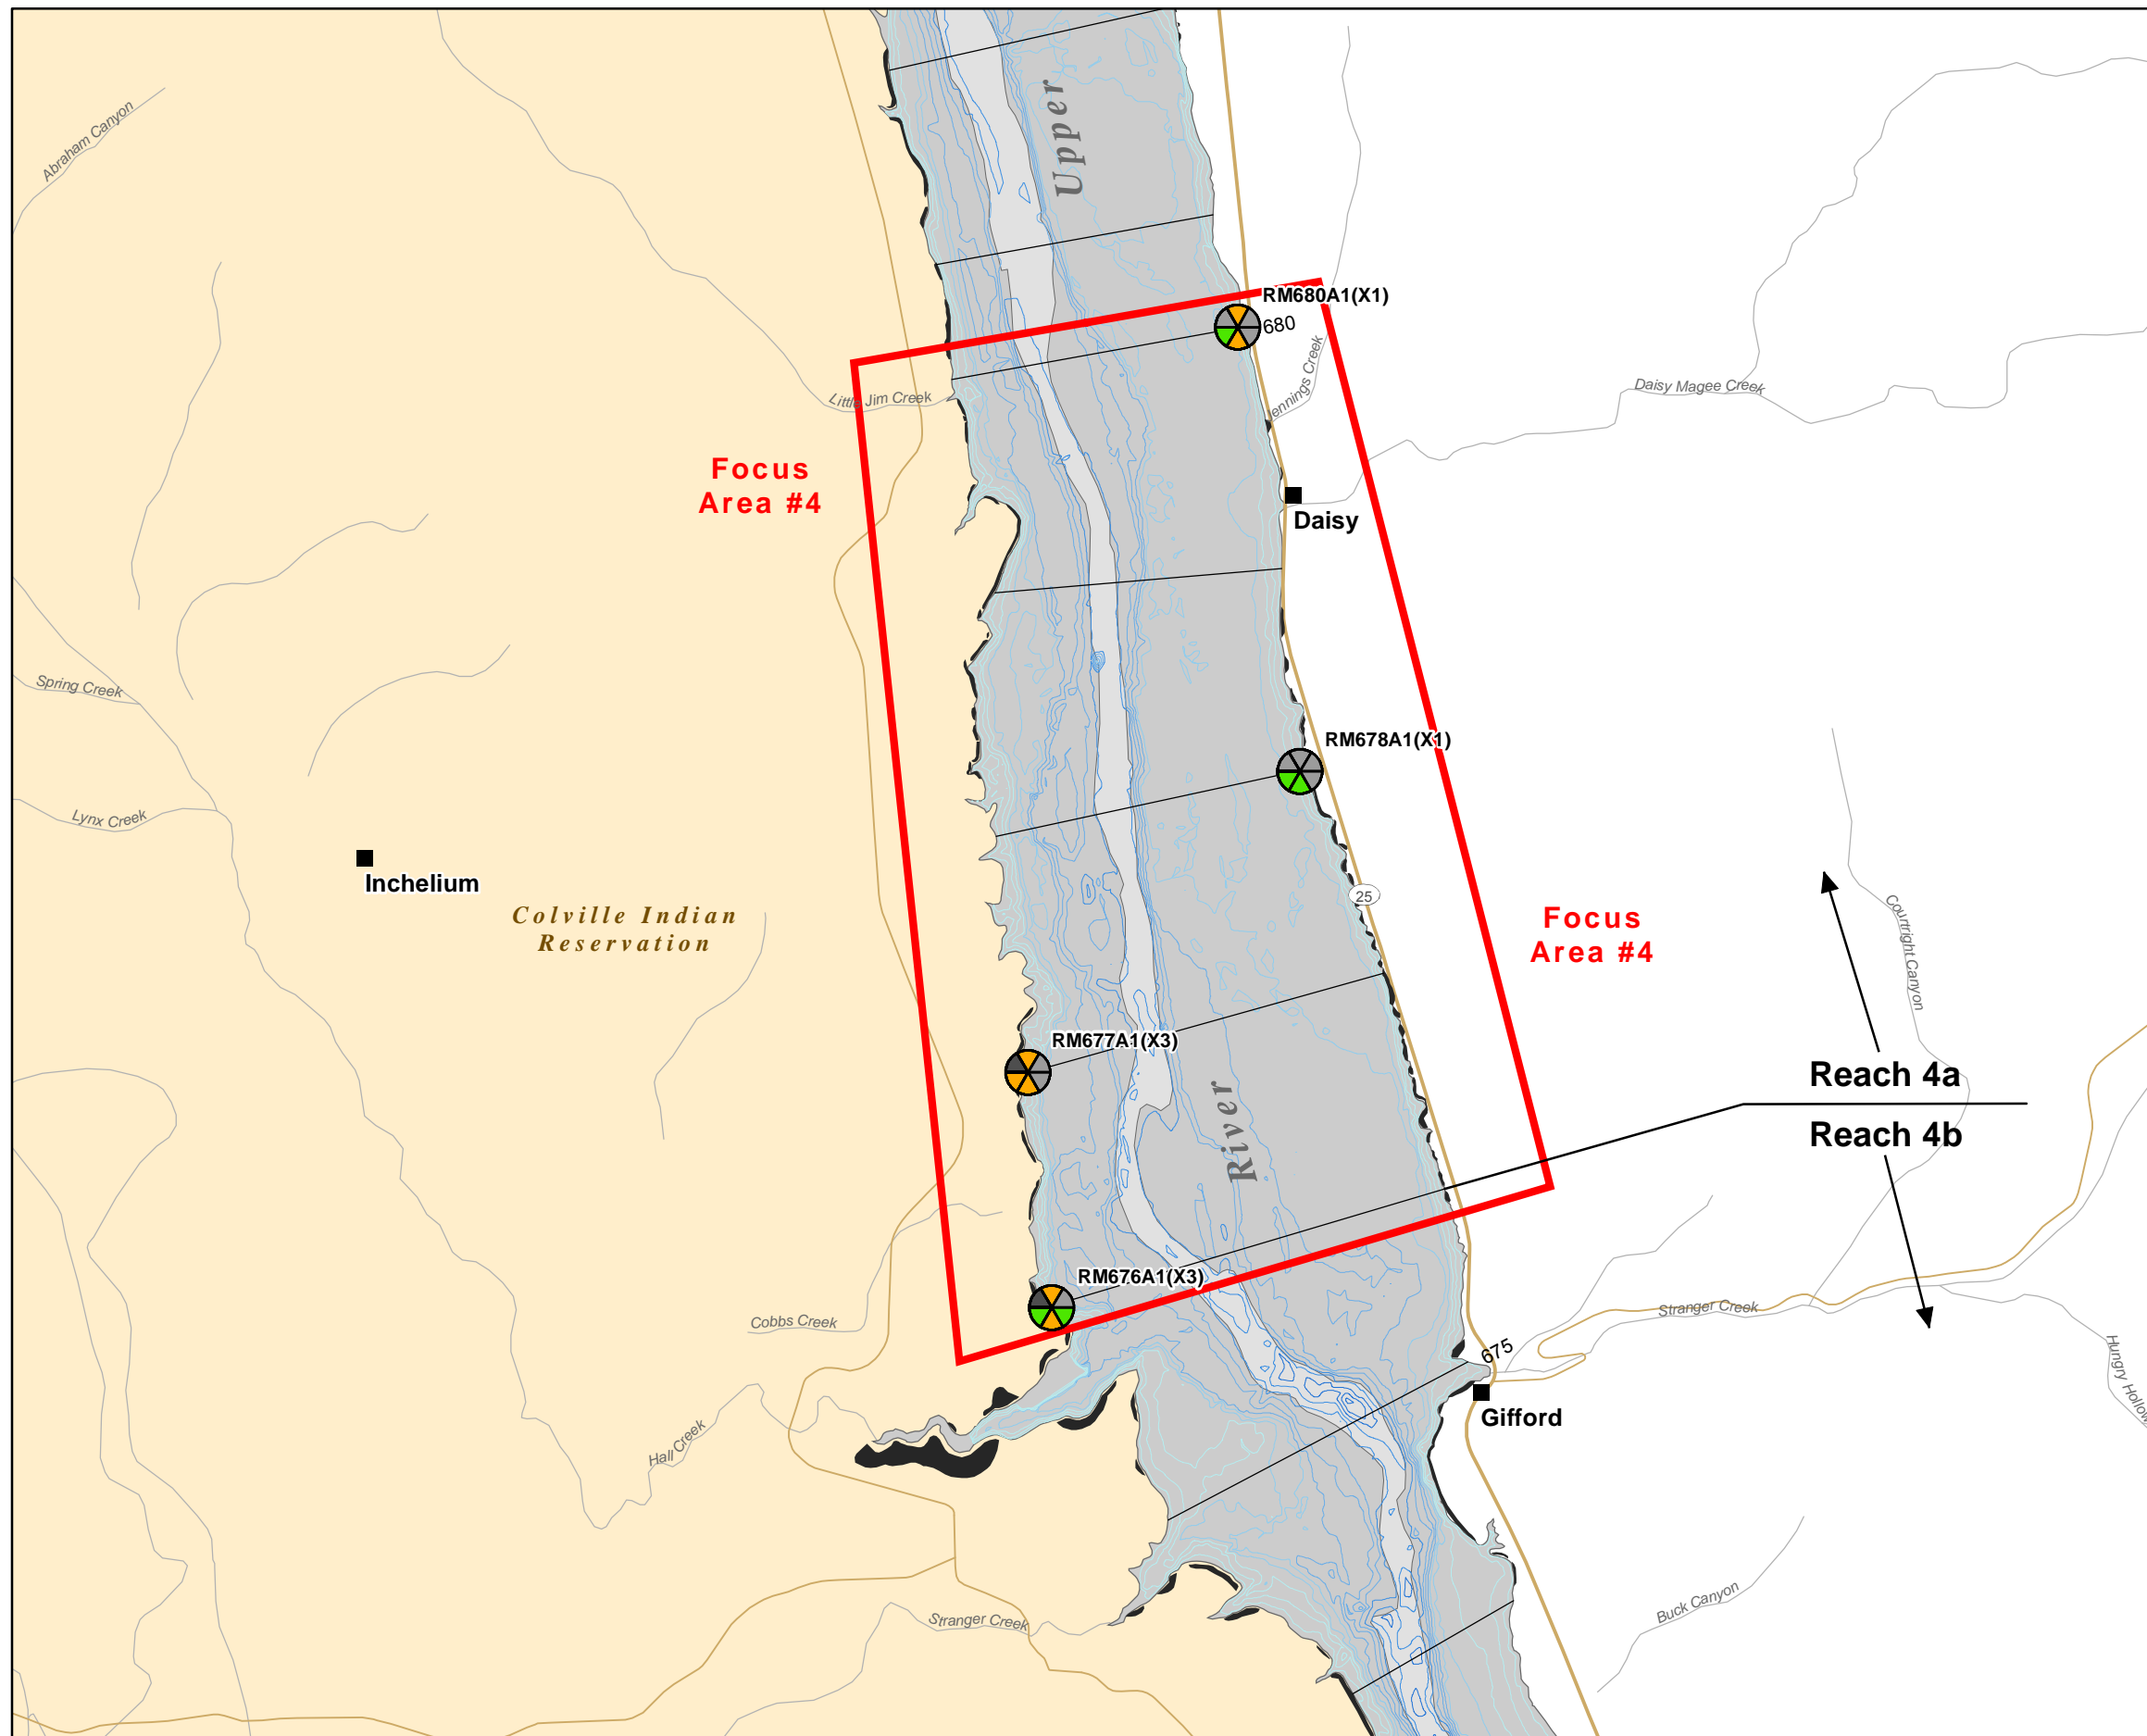 Upper
Abraham Canyon
RM680A1(X1)
680
Jennings Creek
Little Jim Creek
Daisy Magee Creek
Focus
Area #4
Daisy
Spring Creek
RM678A1(X1)
Lynx Creek
Inchelium
25
Colville Indian
Reservation
Focus
Area #4
Courtright Canyon
RM677A1(X3)
Reach 4a
River
Reach 4b
RM676A1(X3)
Cobbs Creek
Stranger Creek
675
Hungry Hollow
Gifford
Hall Creek
Stranger Creek
Buck Canyon